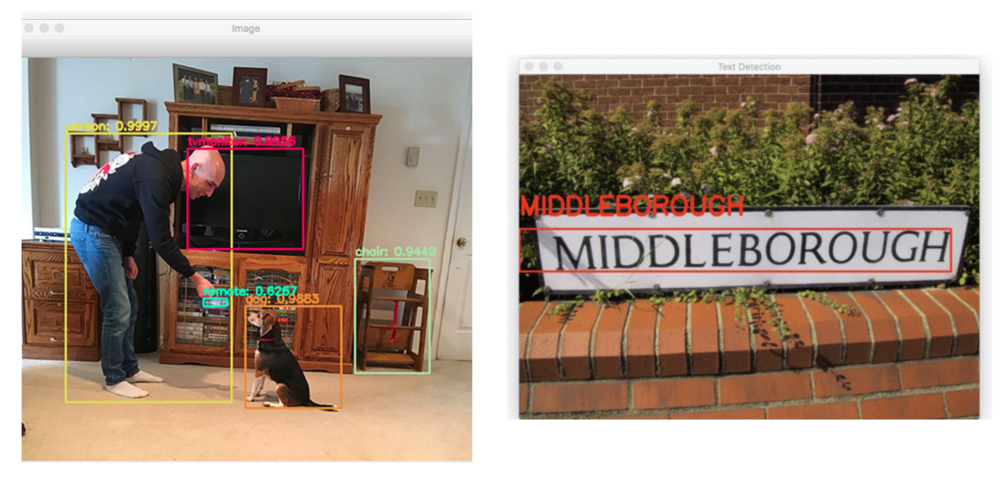 Image
person: 0.9997
chair: 0.9449
remote: 0.6267
dog: 0.9883
Text Detection
MIDDLEBOROUGH
MIDDLEBOROUGH